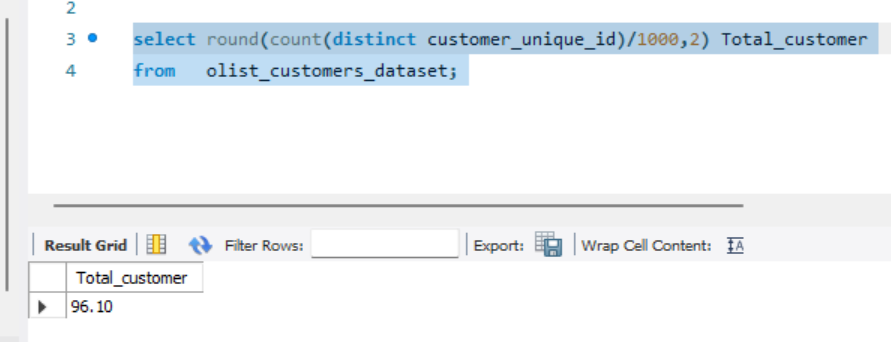 2
3 select round(count(distinct customer_unique_id)/1000,2) Total_customer
4 from olist_customers_dataset;
Result Grid Filter Rows: Export: Wrap Cell Content: IA
Total_customer
96.10